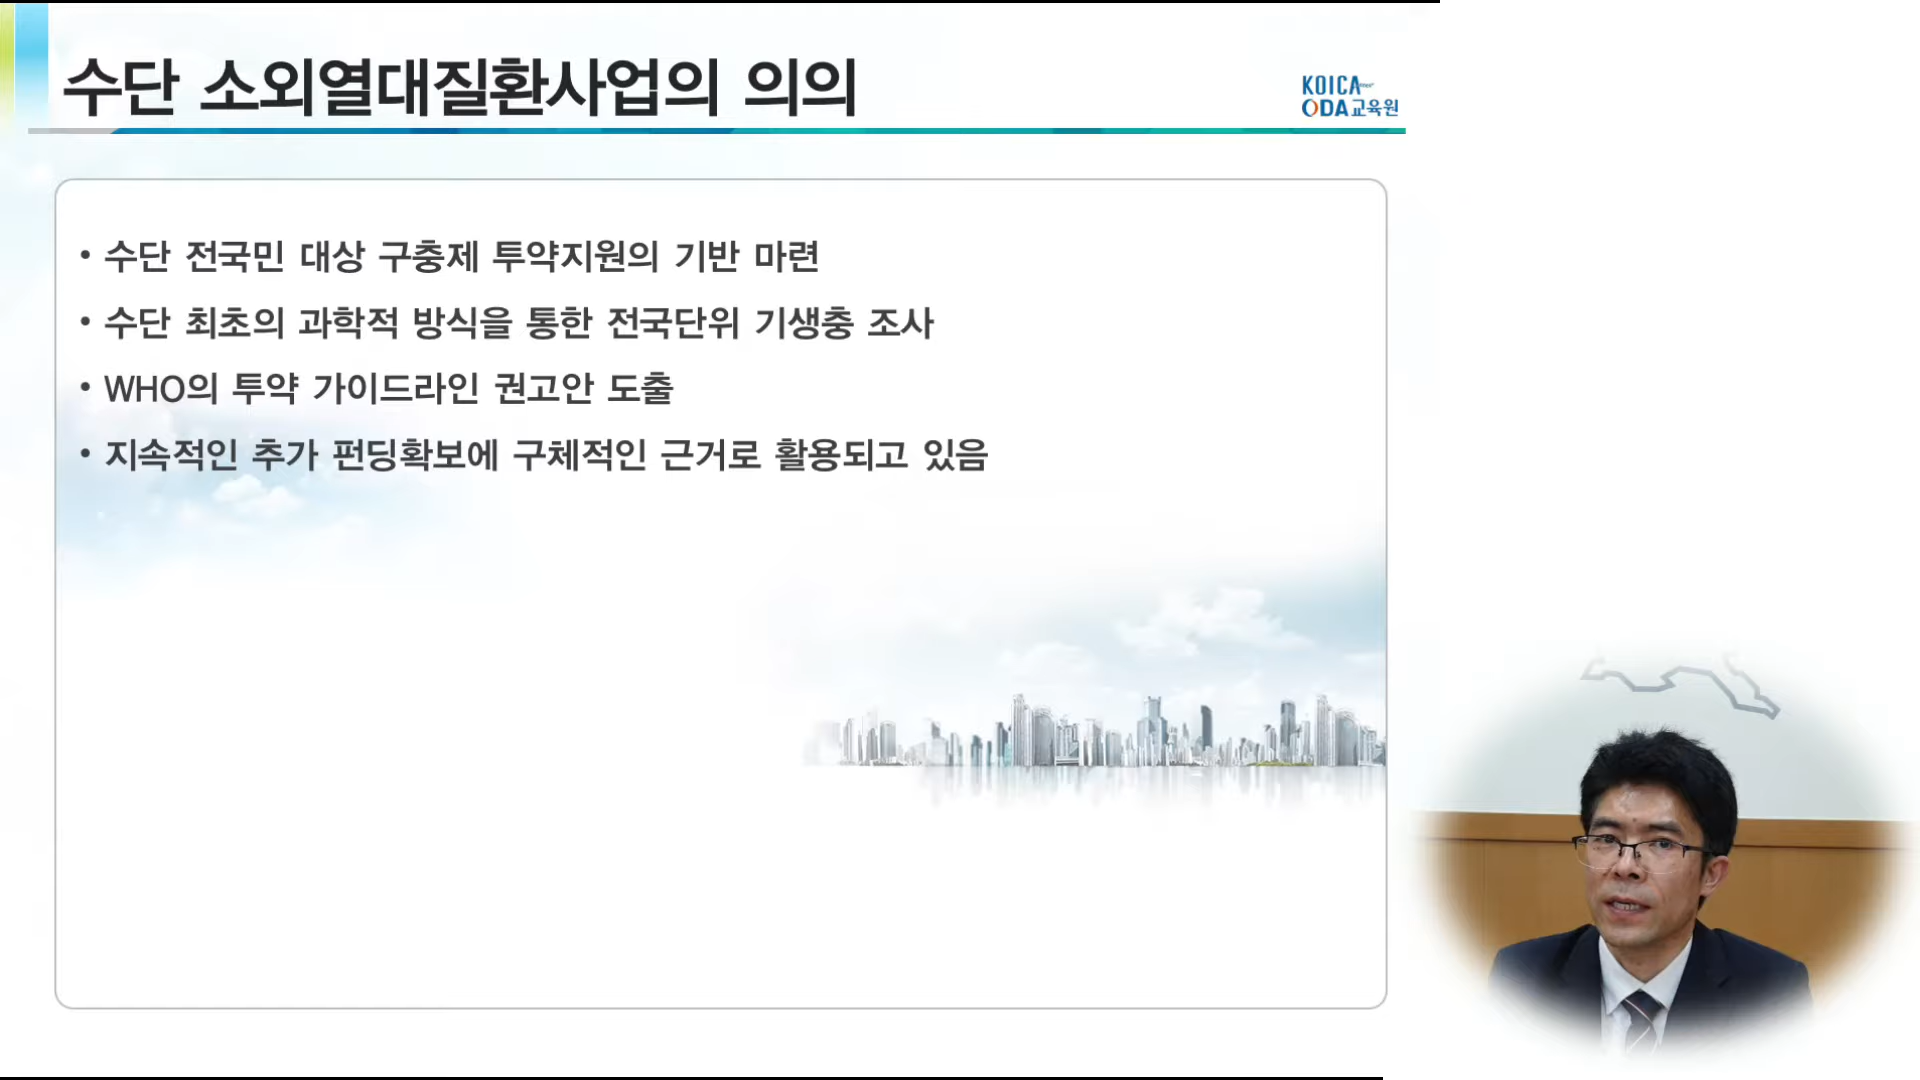 수단 소외열대질환사업의 의의
KOICA
ODA교육원
• 수단 전국민 대상 구충제 투약지원의 기반 마련
• 수단 최초의 과학적 방식을 통한 전국단위 기생충 조사
• WHO의 투약 가이드라인 권고안 도출
• 지속적인 추가 펀딩확보에 구체적인 근거로 활용되고 있음